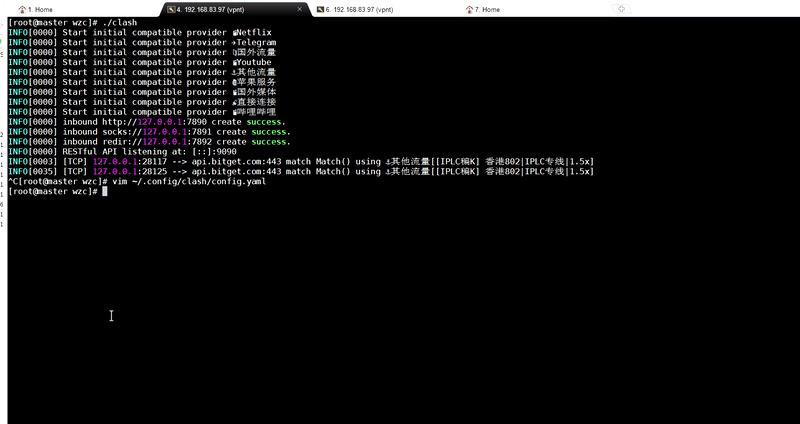 1. Home
4. 192.168.83.97 (vpnt)
6. 192.168.83.97 (vpnt)
7. Home
[root@master wzc]# ./clash
INFO[0000] Start initial compatible provider Netflix
INFO[0000] Start initial compatible provider Telegram
INFO[0000] Start initial compatible provider 国外流量
INFO[0000] Start initial compatible provider Youtube
INFO[0000] Start initial compatible provider 其他流量
INFO[0000] Start initial compatible provider 苹果服务
INFO[0000] Start initial compatible provider 国外媒体
INFO[0000] Start initial compatible provider 直接连接
INFO[0000] Start initial compatible provider 哔哩哔哩
INFO[0000] inbound http://127.0.0.1:7890 create success.
INFO[0000] inbound socks://127.0.0.1:7891 create success.
INFO[0000] inbound redir://127.0.0.1:7892 create success.
INFO[0000] RESTful API listening at: [::]:9090
INFO[0003] [TCP] 127.0.0.1:28117 --> api.bitget.com:443 match Match() using 其他流量[[IPLC稿K] 香港802|IPLC专线|1.5x]
INFO[0035] [TCP] 127.0.0.1:28125 --> api.bitget.com:443 match Match() using 其他流量[[IPLC稿K] 香港802|IPLC专线|1.5x]
^C[root@master wzc]# vim ~/.config/clash/config.yaml
[root@master wzc]#